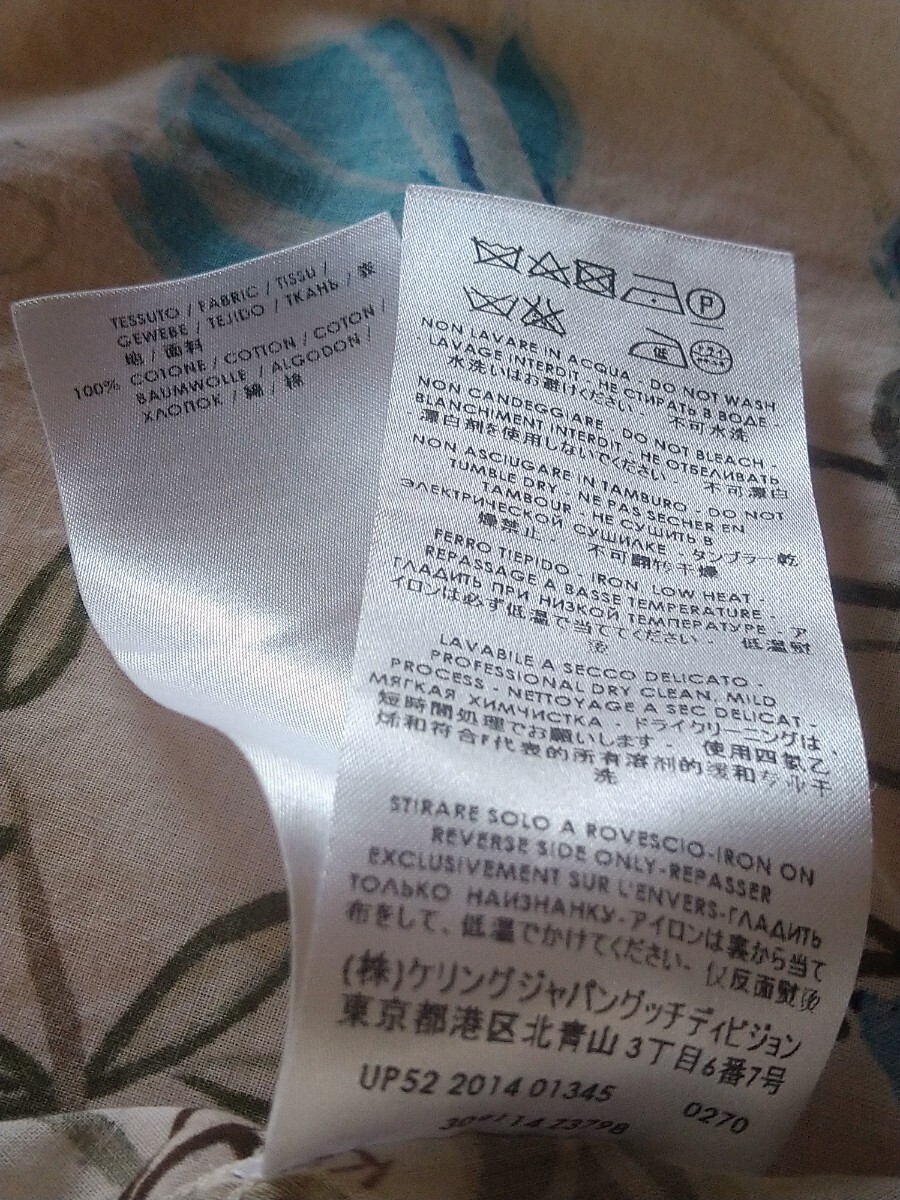 TESSUTO / FABRIC / TISSU /
GEWEBE / TEJIDO / ТКАНЬ / 表
地 / 面料
100% COTONE / COTTON / COTON /
BAUMWOLLE / ALGODON /
ХЛОПОК / 綿 / 棉
P
低
NON LAVARE IN ACQUA - DO NOT WASH
- LAVAGE INTERDIT - НЕ СТИРАТЬ В ВОДЕ -
水洗いはお避けください - 不可水洗
NON CANDEGGIARE - DO NOT BLEACH -
BLANCHIMENT INTERDIT - НЕ ОТБЕЛИВАТЬ
- 漂白剤を使用しないでください - 不可漂白
NON ASCIUGARE IN TAMBURO - DO NOT
TUMBLE DRY - NE PAS SECHER EN
TAMBOUR - НЕ СУШИТЬ В
ЭЛЕКТРИЧЕСКОЙ СУШИЛКЕ - タンブラー乾
燥禁止 - 不可翻转干燥
FERRO TIEPIDO - IRON, LOW HEAT -
REPASSAGE A BASSE TEMPERATURE -
ГЛАДИТЬ ПРИ НИЗКОЙ ТЕМПЕРАТУРЕ - ア
イロンは必ず低温で当ててください - 低温熨
烫
LAVABILE A SECCO DELICATO -
PROFESSIONAL DRY CLEAN, MILD
PROCESS - NETTOYAGE A SEC DELICAT -
МЯГКАЯ ХИМЧИСТКА - ドライクリーニングは、
短時間処理でお願いします - 使用四氯乙
烯和符合F代表的所有溶剂的缓和专业干
洗
STIRARE SOLO A ROVESCIO-IRON ON
REVERSE SIDE ONLY-REPASSER
EXCLUSIVEMENT SUR L'ENVERS-ГЛАДИТЬ
ТОЛЬКО НАИЗНАНКУ-アイロンは裏から当て
布をして、低温でかけてください- 仅反面熨烫
(株)ケリングジャパングッチディビジョン
東京都港区北青山3丁目6番7号
UP52 2014 01345 0270